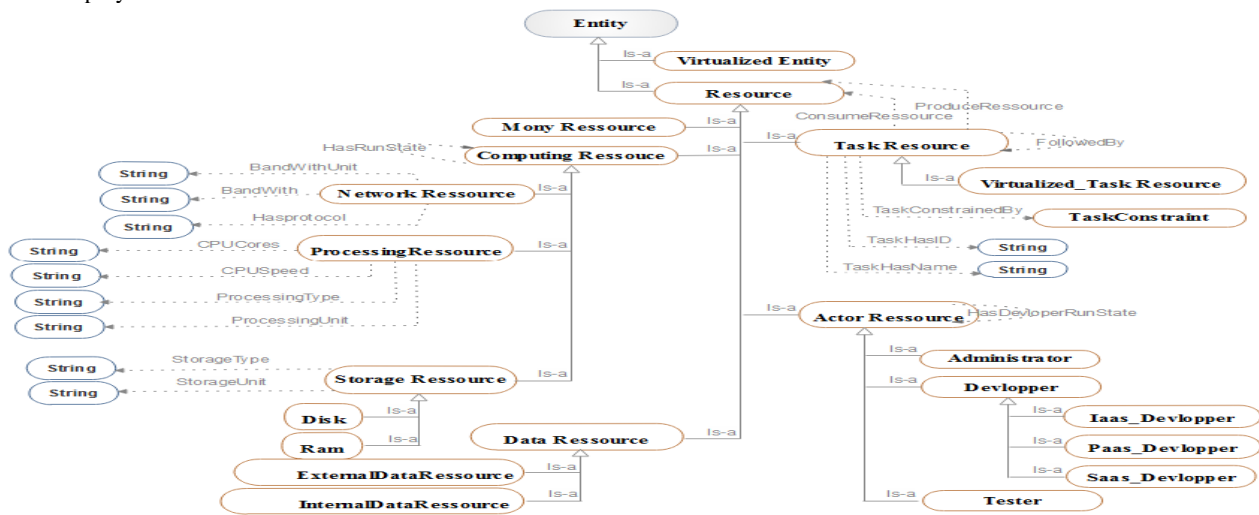 Entity
Is-a
Virtualized Entity
Is-a
Resource
ProduceRessource
ConsumeRessource
Is-a
Mony Ressource
Is-a
Task Resource
FollowedBy
HasRunState
Computing Ressouce
Is-a
BandWithUnit
String
Is-a
Virtualized_Task Resource
BandWith
String
Network Ressource
Is-a
TaskConstrainedBy
TaskConstraint
Hasprotocol
String
CPUCores
String
ProcessingRessource
Is-a
TaskHasID
String
CPUSpeed
String
TaskHasName
String
ProcessingType
String
ProcessingUnit
String
Is-a
Actor Ressource
HasDevloperRunState
StorageType
String
Is-a
Administrator
StorageUnit
String
Storage Ressource
Is-a
Is-a
Devlopper
Disk
Is-a
Is-a
Iaas_Devlopper
Ram
Is-a
Data Ressource
Is-a
Is-a
Paas_Devlopper
ExternalDataRessource
Is-a
Is-a
Saas_Devlopper
InternalDataRessource
Is-a
Is-a
Tester